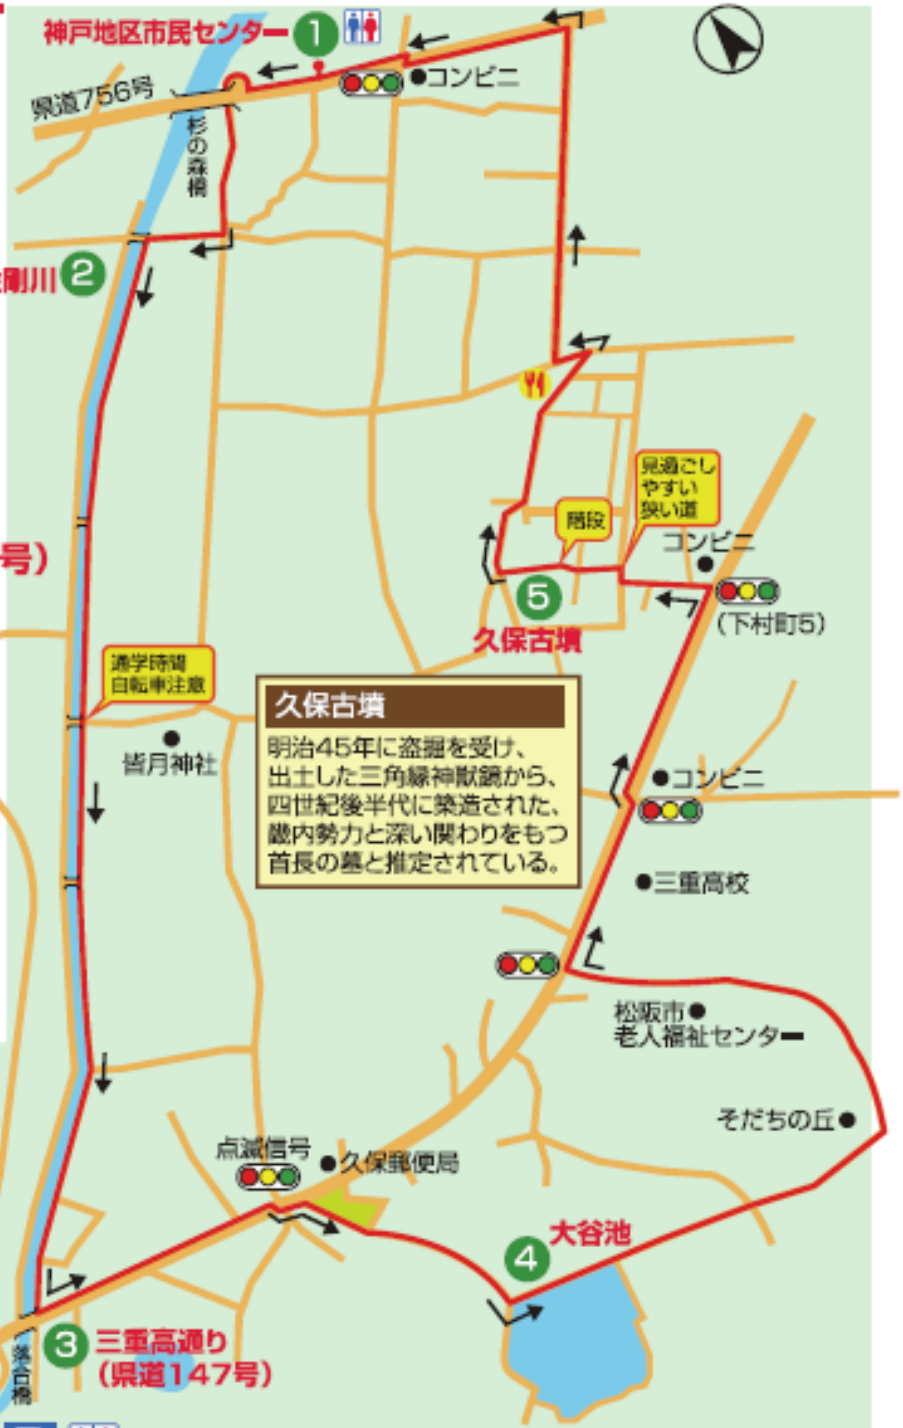 神戸地区市民センター
1
コンビニ
県道756号
杉の森橋
2
剛川
号)
見過ごし
やすい
狭い道
階段
コンビニ
(下村町5)
5
久保古墳
通学時間
自転車注意
皆月神社
久保古墳
明治45年に盗掘を受け、
出土した三角縁神獣鏡から、
四世紀後半代に築造された、
畿内勢力と深い関わりをもつ
首長の墓と推定されている。
コンビニ
三重高校
松阪市
老人福祉センター
そだちの丘
点滅信号
久保郵便局
大谷池
4
3
三重高通り
(県道147号)
落合橋